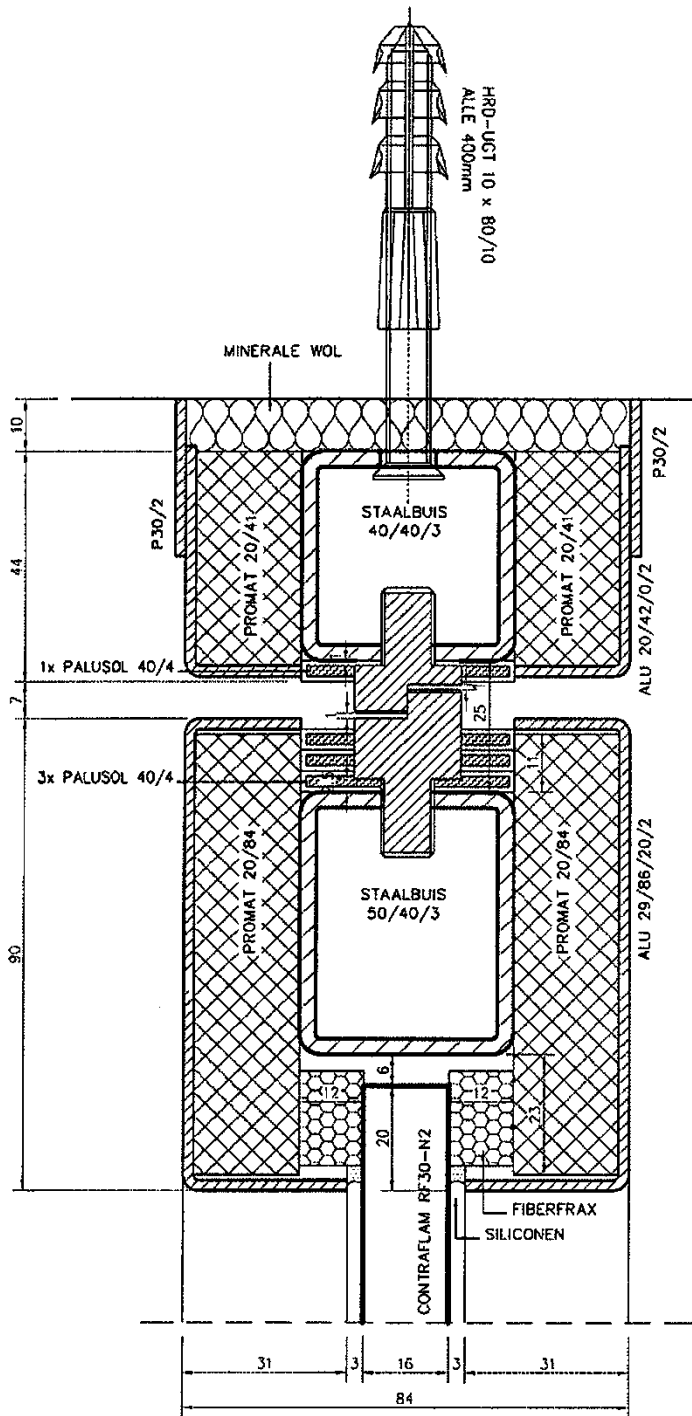 HRD-UGT 10 x 80/10
ALLE 400mm
MINERALE WOL
10
P30/2
P30/2
STAALBUIS
40/40/3
PROMAT 20/41
PROMAT 20/41
44
ALU 20/42/0/2
1x PALUSOL 40/4
7
25
11
3x PALUSOL 40/4
PROMAT 20/84
PROMAT 20/84
STAALBUIS
50/40/3
ALU 29/86/20/2
90
6
12
12
20
23
CONTRAFLAM RF30-N2
FIBERFRAX
SILICONEN
31
3
16
3
31
84